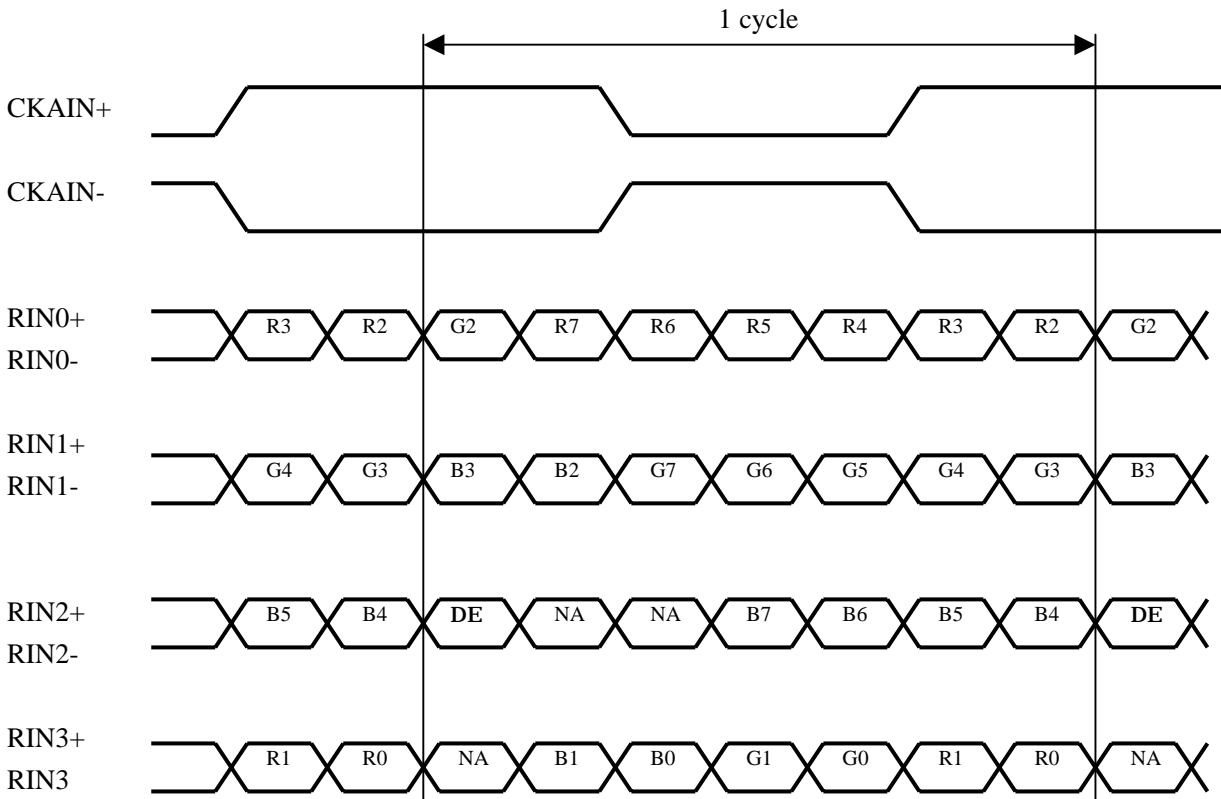 1 cycle
CKAIN+
CKAIN-
RIN0+
R3 R2 G2 R7 R6 R5 R4 R3 R2 G2
RIN0-
RIN1+
G4 G3 B3 B2 G7 G6 G5 G4 G3 B3
RIN1-
RIN2+
B5 B4 DE NA NA B7 B6 B5 B4 DE
RIN2-
RIN3+
R1 R0 NA B1 B0 G1 G0 R1 R0 NA
RIN3